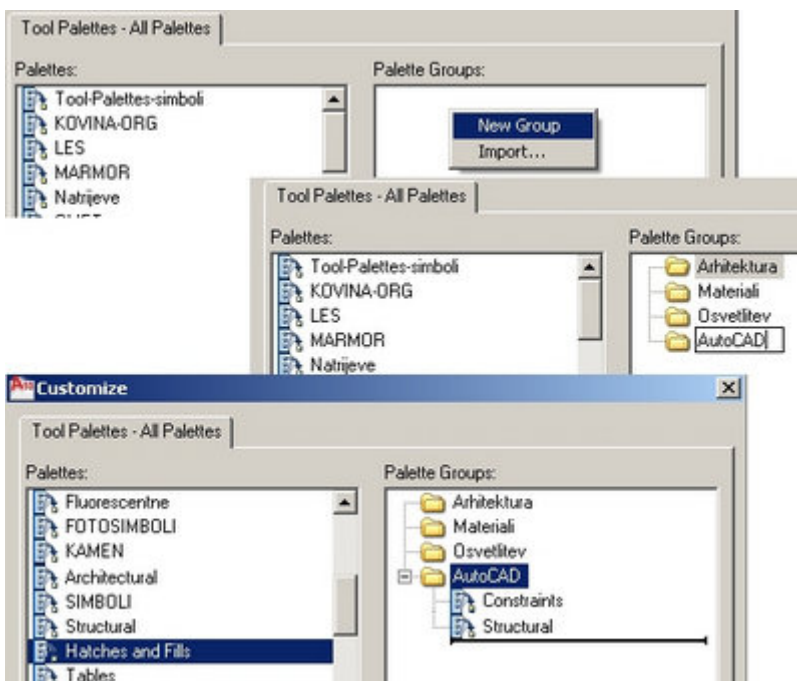 Tool Palettes - All Palettes
Palettes:
Palette Groups:
Tool-Palettes-simboli
KOVINA-ORG
LES
MARMOR
Natrijeve
New Group
Import...
Tool Palettes - All Palettes
Palettes:
Palette Groups:
Tool-Palettes-simboli
KOVINA-ORG
LES
MARMOR
Natrijeve
Arhitektura
Materiali
Osvetlitev
AutoCAD
Customize
Tool Palettes - All Palettes
Palettes:
Palette Groups:
Fluorescentne
FOTOSIMBOLI
KAMEN
Architectural
SIMBOLI
Structural
Hatches and Fills
Tables
Arhitektura
Materiali
Osvetlitev
AutoCAD
Constraints
Structural